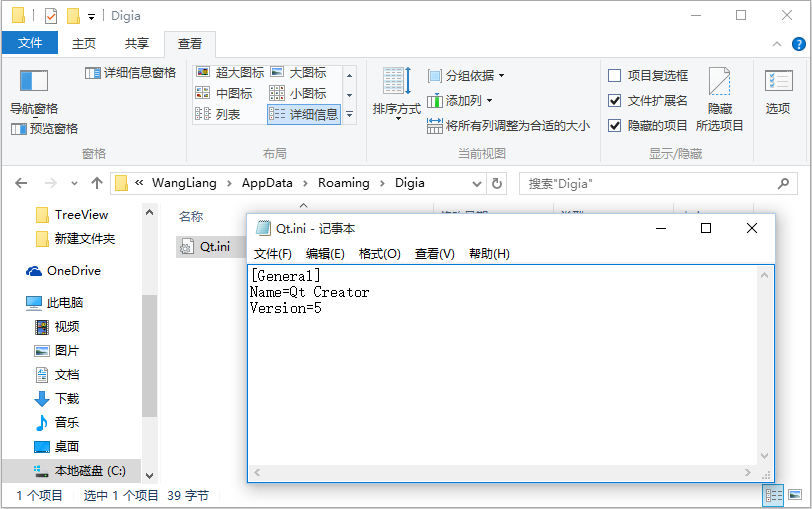 Digia
文件 主页 共享 查看
导航窗格
预览窗格
详细信息窗格
窗格
超大图标 大图标
中图标 小图标
列表 详细信息
布局
排序方式
分组依据
添加列
将所有列调整为合适的大小
当前视图
项目复选框
文件扩展名
隐藏的项目
隐藏
所选项目
显示/隐藏
选项
« WangLiang > AppData > Roaming > Digia
搜索"Digia"
TreeView
新建文件夹
OneDrive
此电脑
视频
图片
文档
下载
音乐
桌面
本地磁盘 (C:)
名称
Qt.ini
Qt.ini - 记事本
文件(F) 编辑(E) 格式(O) 查看(V) 帮助(H)
[General]
Name=Qt Creator
Version=5
1 个项目 选中 1 个项目 39 字节